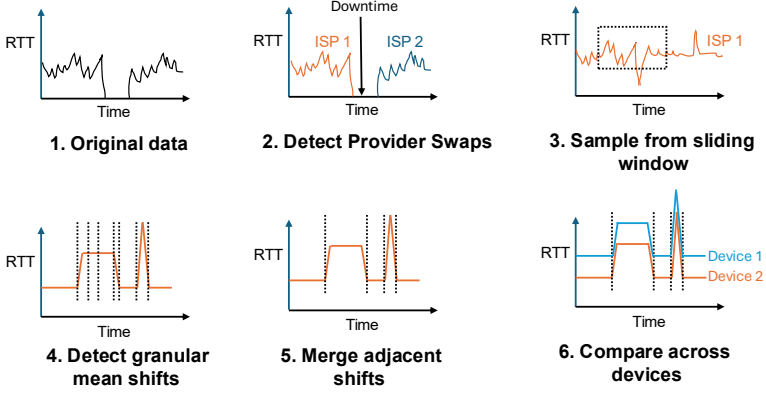 RTT
Time
1. Original data
Downtime
RTT
ISP 1
ISP 2
Time
2. Detect Provider Swaps
RTT
ISP 1
Time
3. Sample from sliding
window
RTT
Time
4. Detect granular
mean shifts
RTT
Time
5. Merge adjacent
shifts
RTT
Device 1
Device 2
Time
6. Compare across
devices